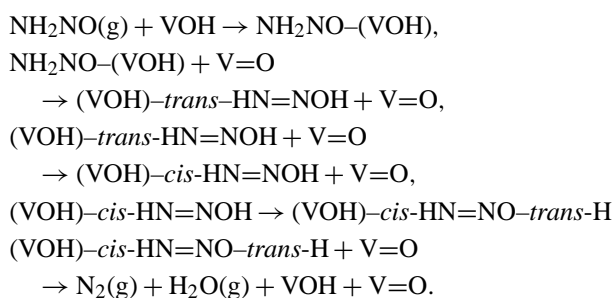 NH2NO(g) + VOH → NH2NO–(VOH),
NH2NO–(VOH) + V=O
→ (VOH)–trans–HN=NOH + V=O,
(VOH)–trans-HN=NOH + V=O
→ (VOH)–cis-HN=NOH + V=O,
(VOH)–cis-HN=NOH → (VOH)–cis-HN=NO–trans-H
(VOH)–cis-HN=NO–trans-H + V=O
→ N2(g) + H2O(g) + VOH + V=O.